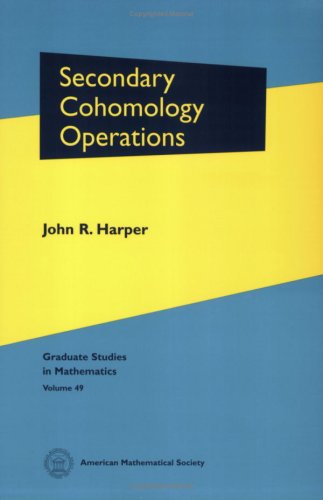 Secondary
Cohomology
Operations
John R. Harper
Graduate Studies
in Mathematics
Volume 49
American Mathematical Society